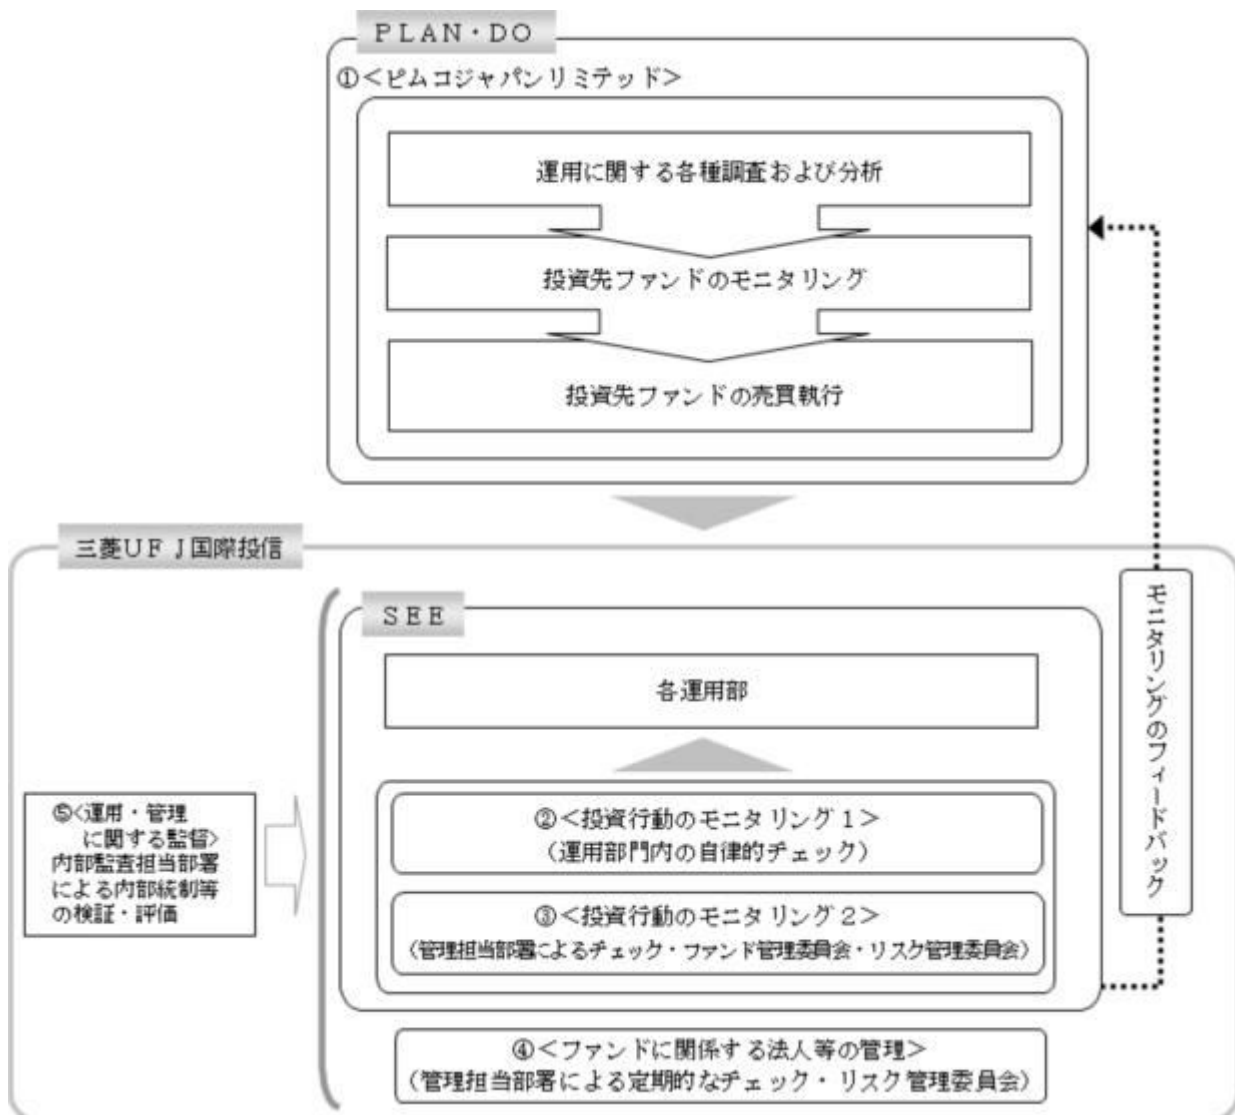 ＰＬＡＮ・ＤＯ
①＜ピムコジャパンリミテッド＞
運用に関する各種調査および分析
投資先ファンドのモニタリング
投資先ファンドの売買執行
三菱ＵＦＪ国際投信
ＳＥＥ
各運用部
②＜投資行動のモニタリング１＞
（運用部門内の自律的チェック）
③＜投資行動のモニタリング２＞
（管理担当部署によるチェック・ファンド管理委員会・リスク管理委員会）
④＜ファンドに関係する法人等の管理＞
（管理担当部署による定期的なチェック・リスク管理委員会）
⑤<運用・管理
に関する監督>
内部監査担当部署
による内部統制等
の検証・評価
モニタリングのフィードバック